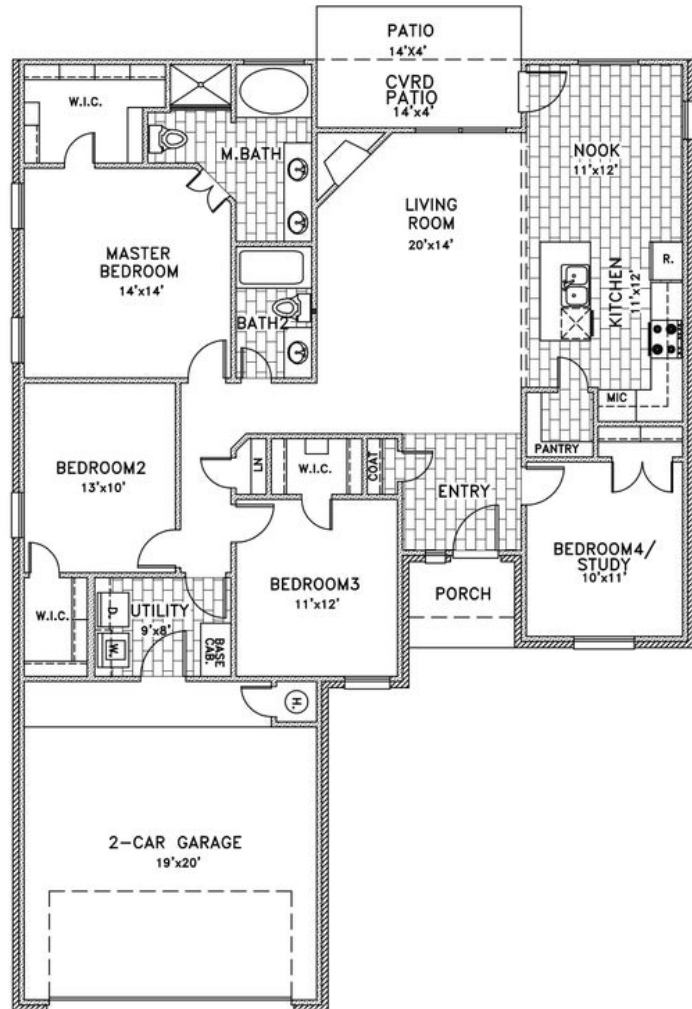 PATIO
14'X4'
CVRD
PATIO
14'x4'
W.I.C.
M.BATH
NOOK
11'x12'
LIVING
ROOM
20'x14'
MASTER
BEDROOM
14'x14'
R.
KITCHEN
11'x12'
BATH2
MIC
PANTRY
BEDROOM2
13'x10'
LN
W.I.C.
COAT
ENTRY
BEDROOM4/
STUDY
10'x11'
BEDROOM3
11'x12'
PORCH
W.I.C.
D.
UTILITY
9'x8'
W.
BASE
CAB.
H.
2-CAR GARAGE
19'x20'